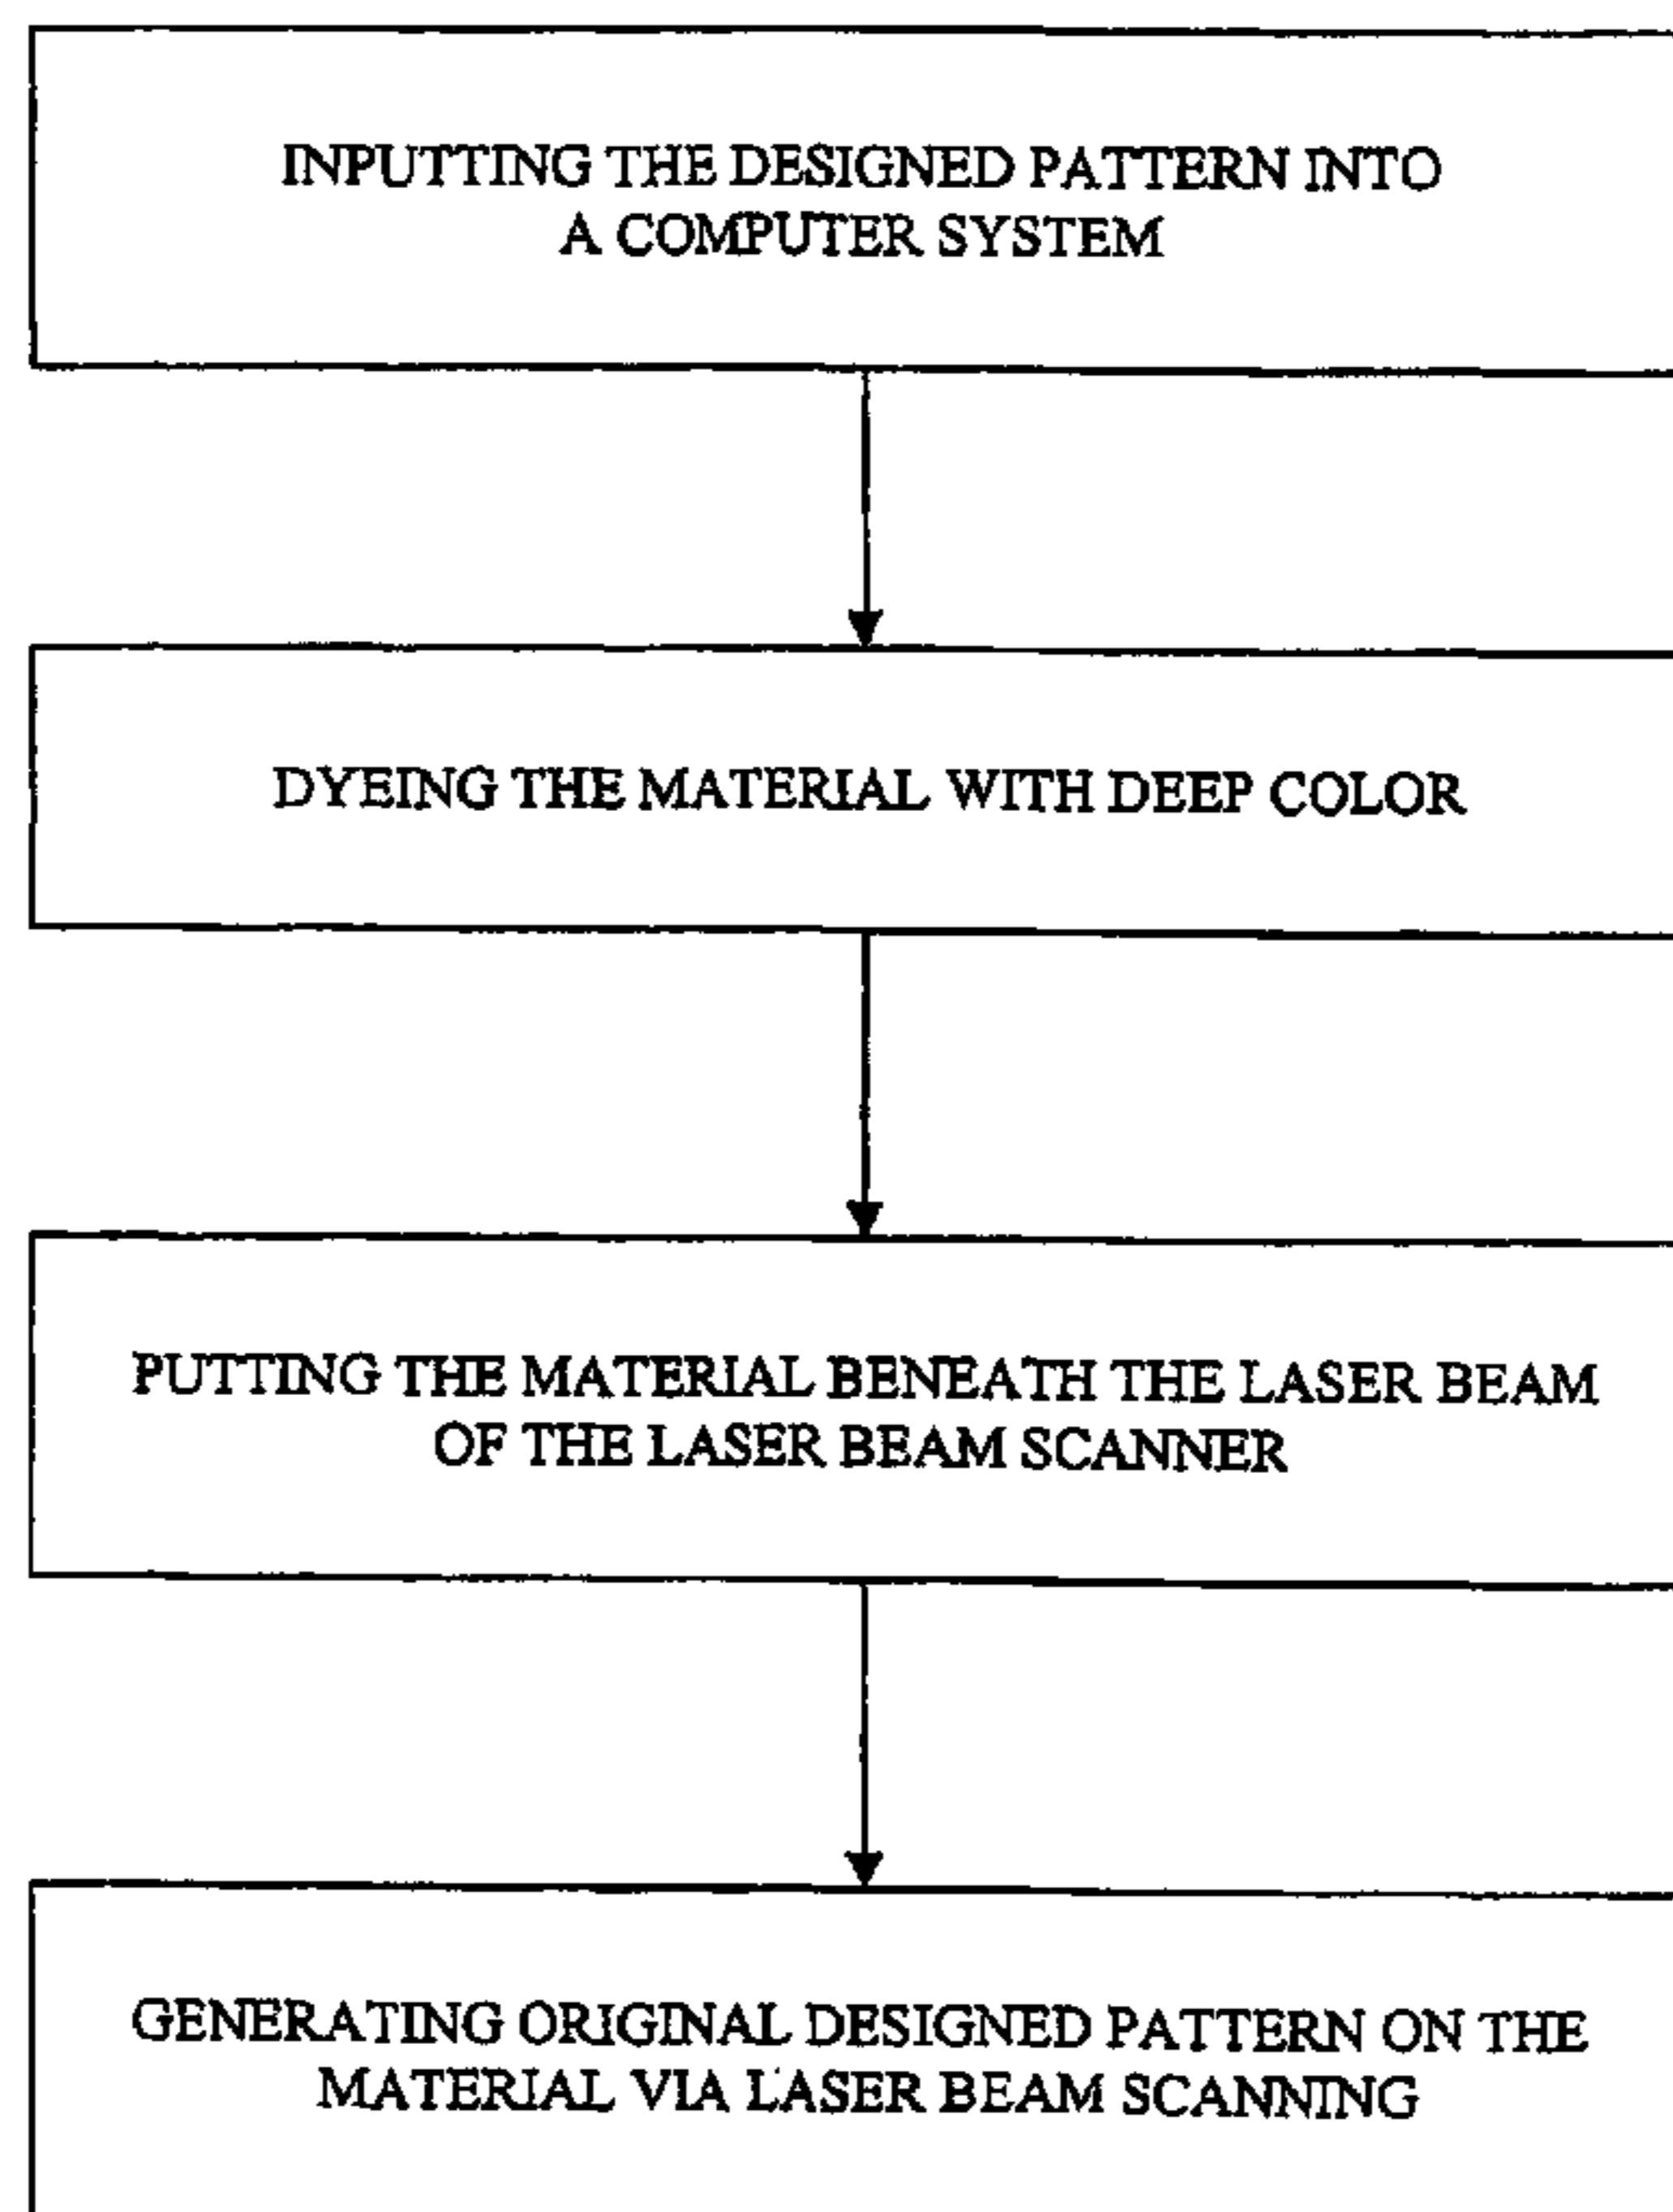 INPUTTING THE DESIGNED PATTERN INTO
A COMPUTER SYSTEM
DYEING THE MATERIAL WITH DEEP COLOR
PUTTING THE MATERIAL BENEATH THE LASER BEAM
OF THE LASER BEAM SCANNER
GENERATING ORIGINAL DESIGNED PATTERN ON THE
MATERIAL VIA LASER BEAM SCANNING